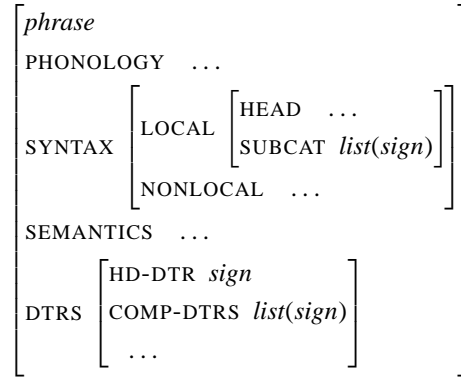 phrase
PHONOLOGY ...
SYNTAX LOCAL HEAD ...
SUBCAT list(sign)
NONLOCAL ...
SEMANTICS ...
DTRS HD-DTR sign
COMP-DTRS list(sign)
...